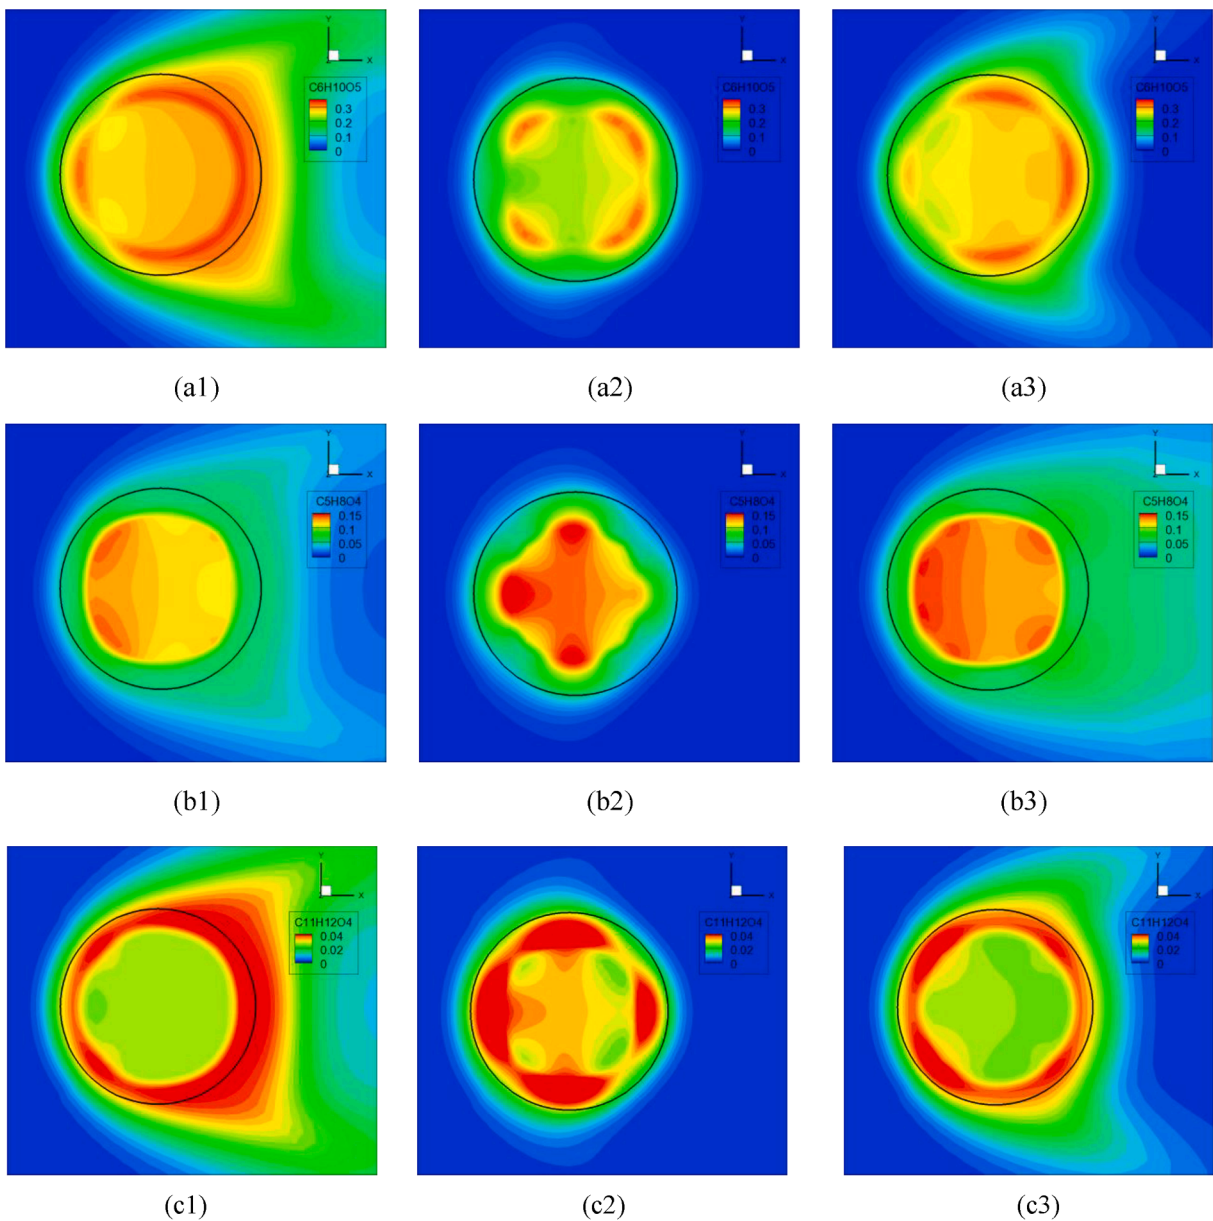 Y
X
C6H10O5
0.3
0.2
0.1
0
Y
X
C6H10O5
0.3
0.2
0.1
0
Y
X
C6H10O5
0.3
0.2
0.1
0
(a1)
(a2)
(a3)
Y
X
C5H8O4
0.15
0.1
0.05
0
Y
X
C5H8O4
0.15
0.1
0.05
0
Y
X
C5H8O4
0.15
0.1
0.05
0
(b1)
(b2)
(b3)
Y
X
C11H12O4
0.04
0.02
0
Y
X
C11H12O4
0.04
0.02
0
Y
X
C11H12O4
0.04
0.02
0
(c1)
(c2)
(c3)